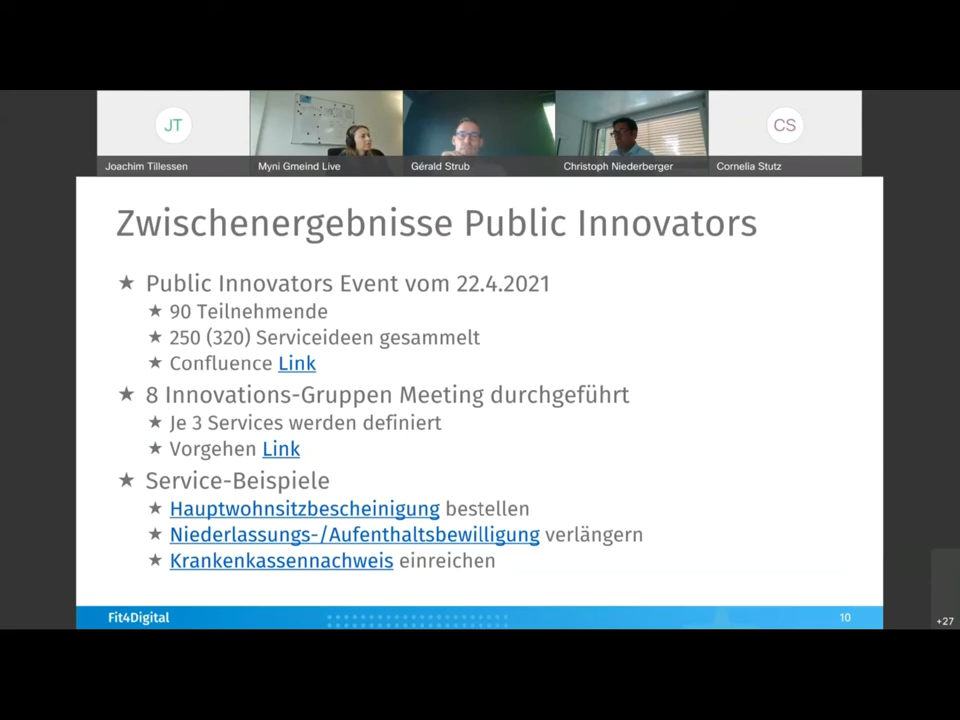 JT
CS
Joachim Tillessen
Myni Gmeind Live
Gérald Strub
Christoph Niederberger
Cornelia Stutz
Zwischenergebnisse Public Innovators
★ Public Innovators Event vom 22.4.2021
★ 90 Teilnehmende
★ 250 (320) Serviceideen gesammelt
★ Confluence Link
★ 8 Innovations-Gruppen Meeting durchgeführt
★ Je 3 Services werden definiert
★ Vorgehen Link
★ Service-Beispiele
★ Hauptwohnsitzbescheinigung bestellen
★ Niederlassungs-/Aufenthaltsbewilligung verlängern
★ Krankenkassennachweis einreichen
Fit4Digital
10
+27